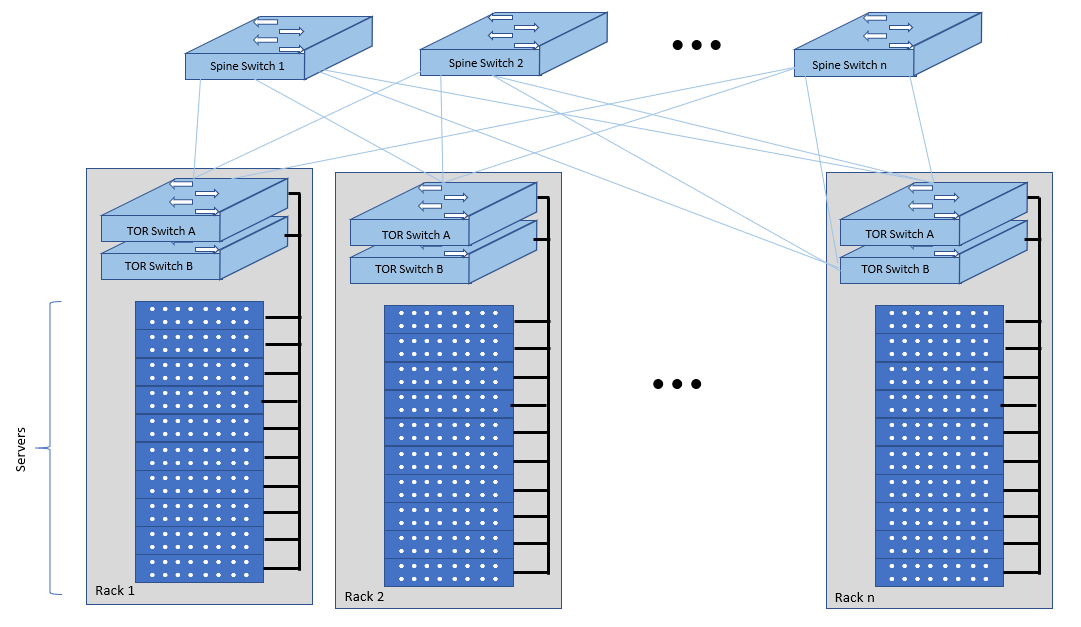 Spine Switch 1
Spine Switch 2
Spine Switch n
TOR Switch A
TOR Switch B
TOR Switch A
TOR Switch B
TOR Switch A
TOR Switch B
Servers
Rack 1
Rack 2
Rack n